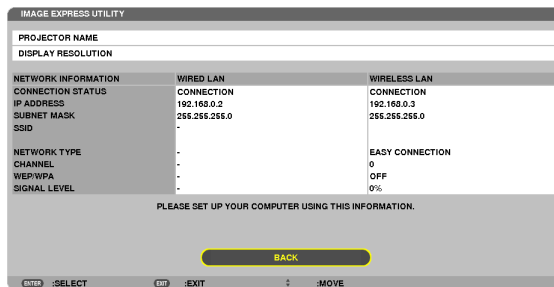 IMAGE EXPRESS UTILITY
PROJECTOR NAME
DISPLAY RESOLUTION
NETWORK INFORMATION WIRED LAN WIRELESS LAN
CONNECTION STATUS CONNECTION CONNECTION
IP ADDRESS 192.168.0.2 192.168.0.3
SUBNET MASK 255.255.255.0 255.255.255.0
SSID -
NETWORK TYPE - EASY CONNECTION
CHANNEL - 0
WEP/WPA - OFF
SIGNAL LEVEL - 0%
PLEASE SET UP YOUR COMPUTER USING THIS INFORMATION.
BACK
ENTER :SELECT EXIT :EXIT :MOVE